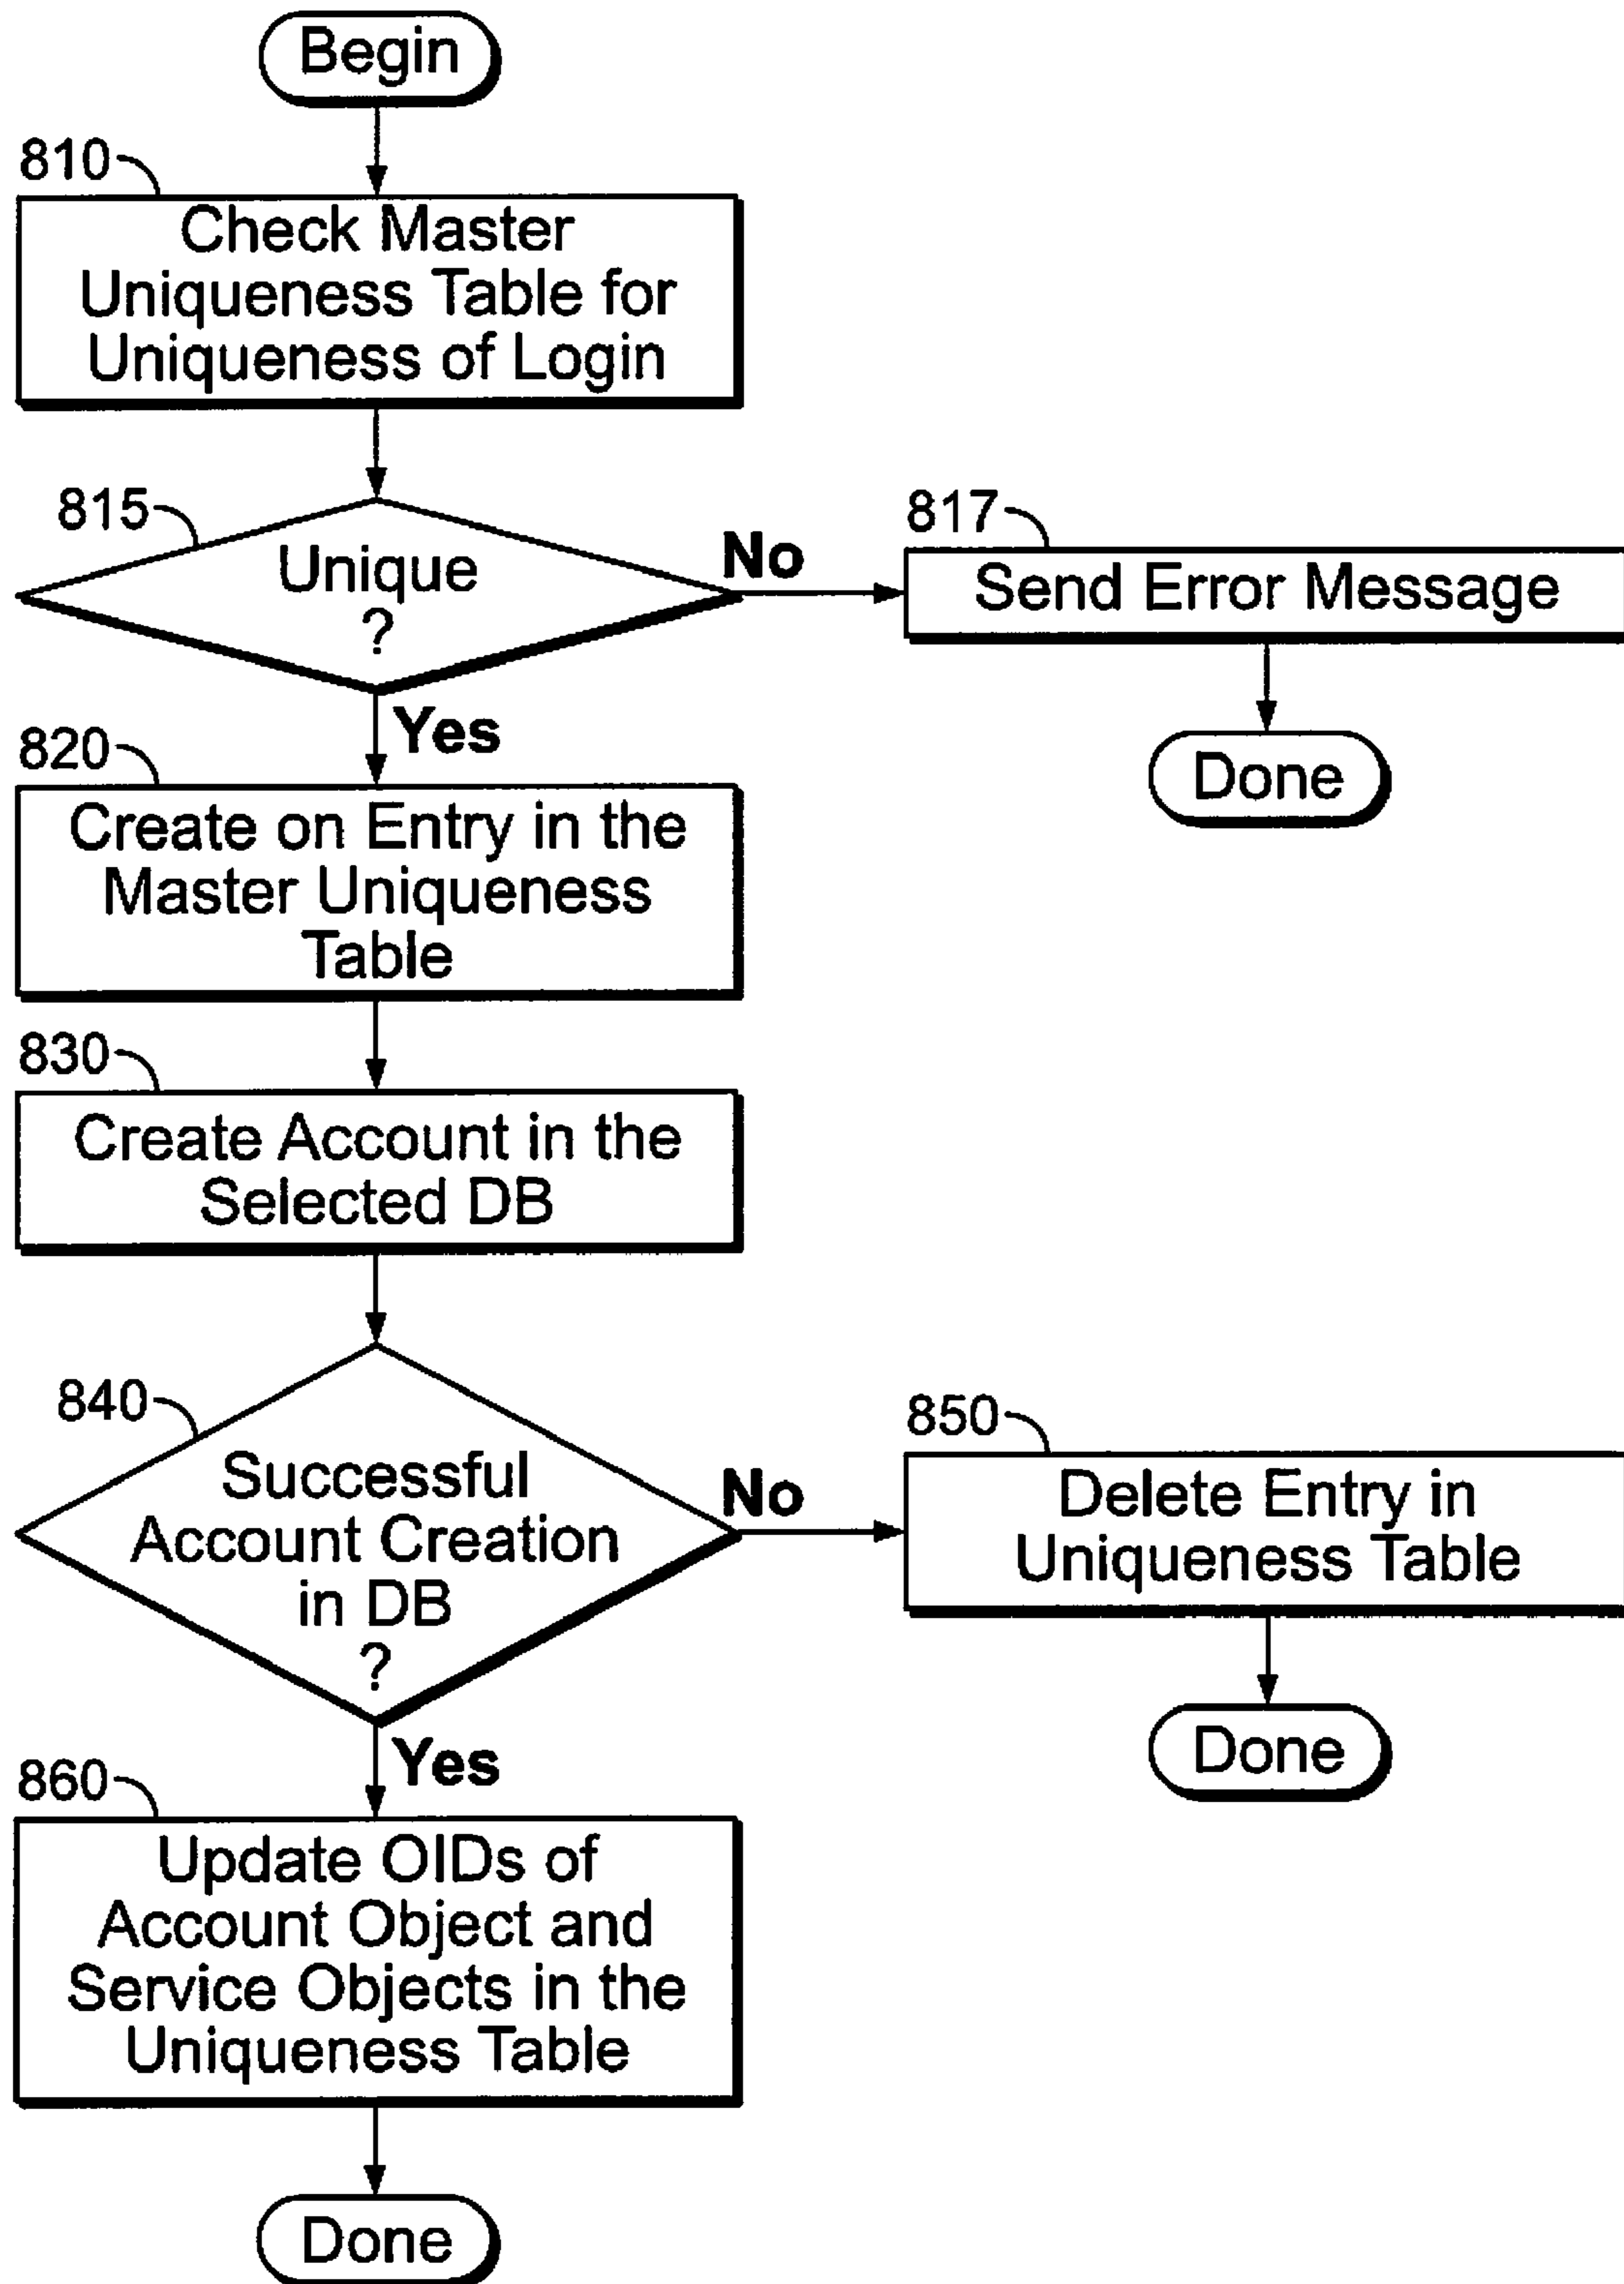 Begin
810
Check Master
Uniqueness Table for
Uniqueness of Login
815
Unique
?
No
817
Send Error Message
Done
Yes
820
Create on Entry in the
Master Uniqueness
Table
830
Create Account in the
Selected DB
840
Successful
Account Creation
in DB
?
No
850
Delete Entry in
Uniqueness Table
Done
Yes
860
Update OIDs of
Account Object and
Service Objects in the
Uniqueness Table
Done